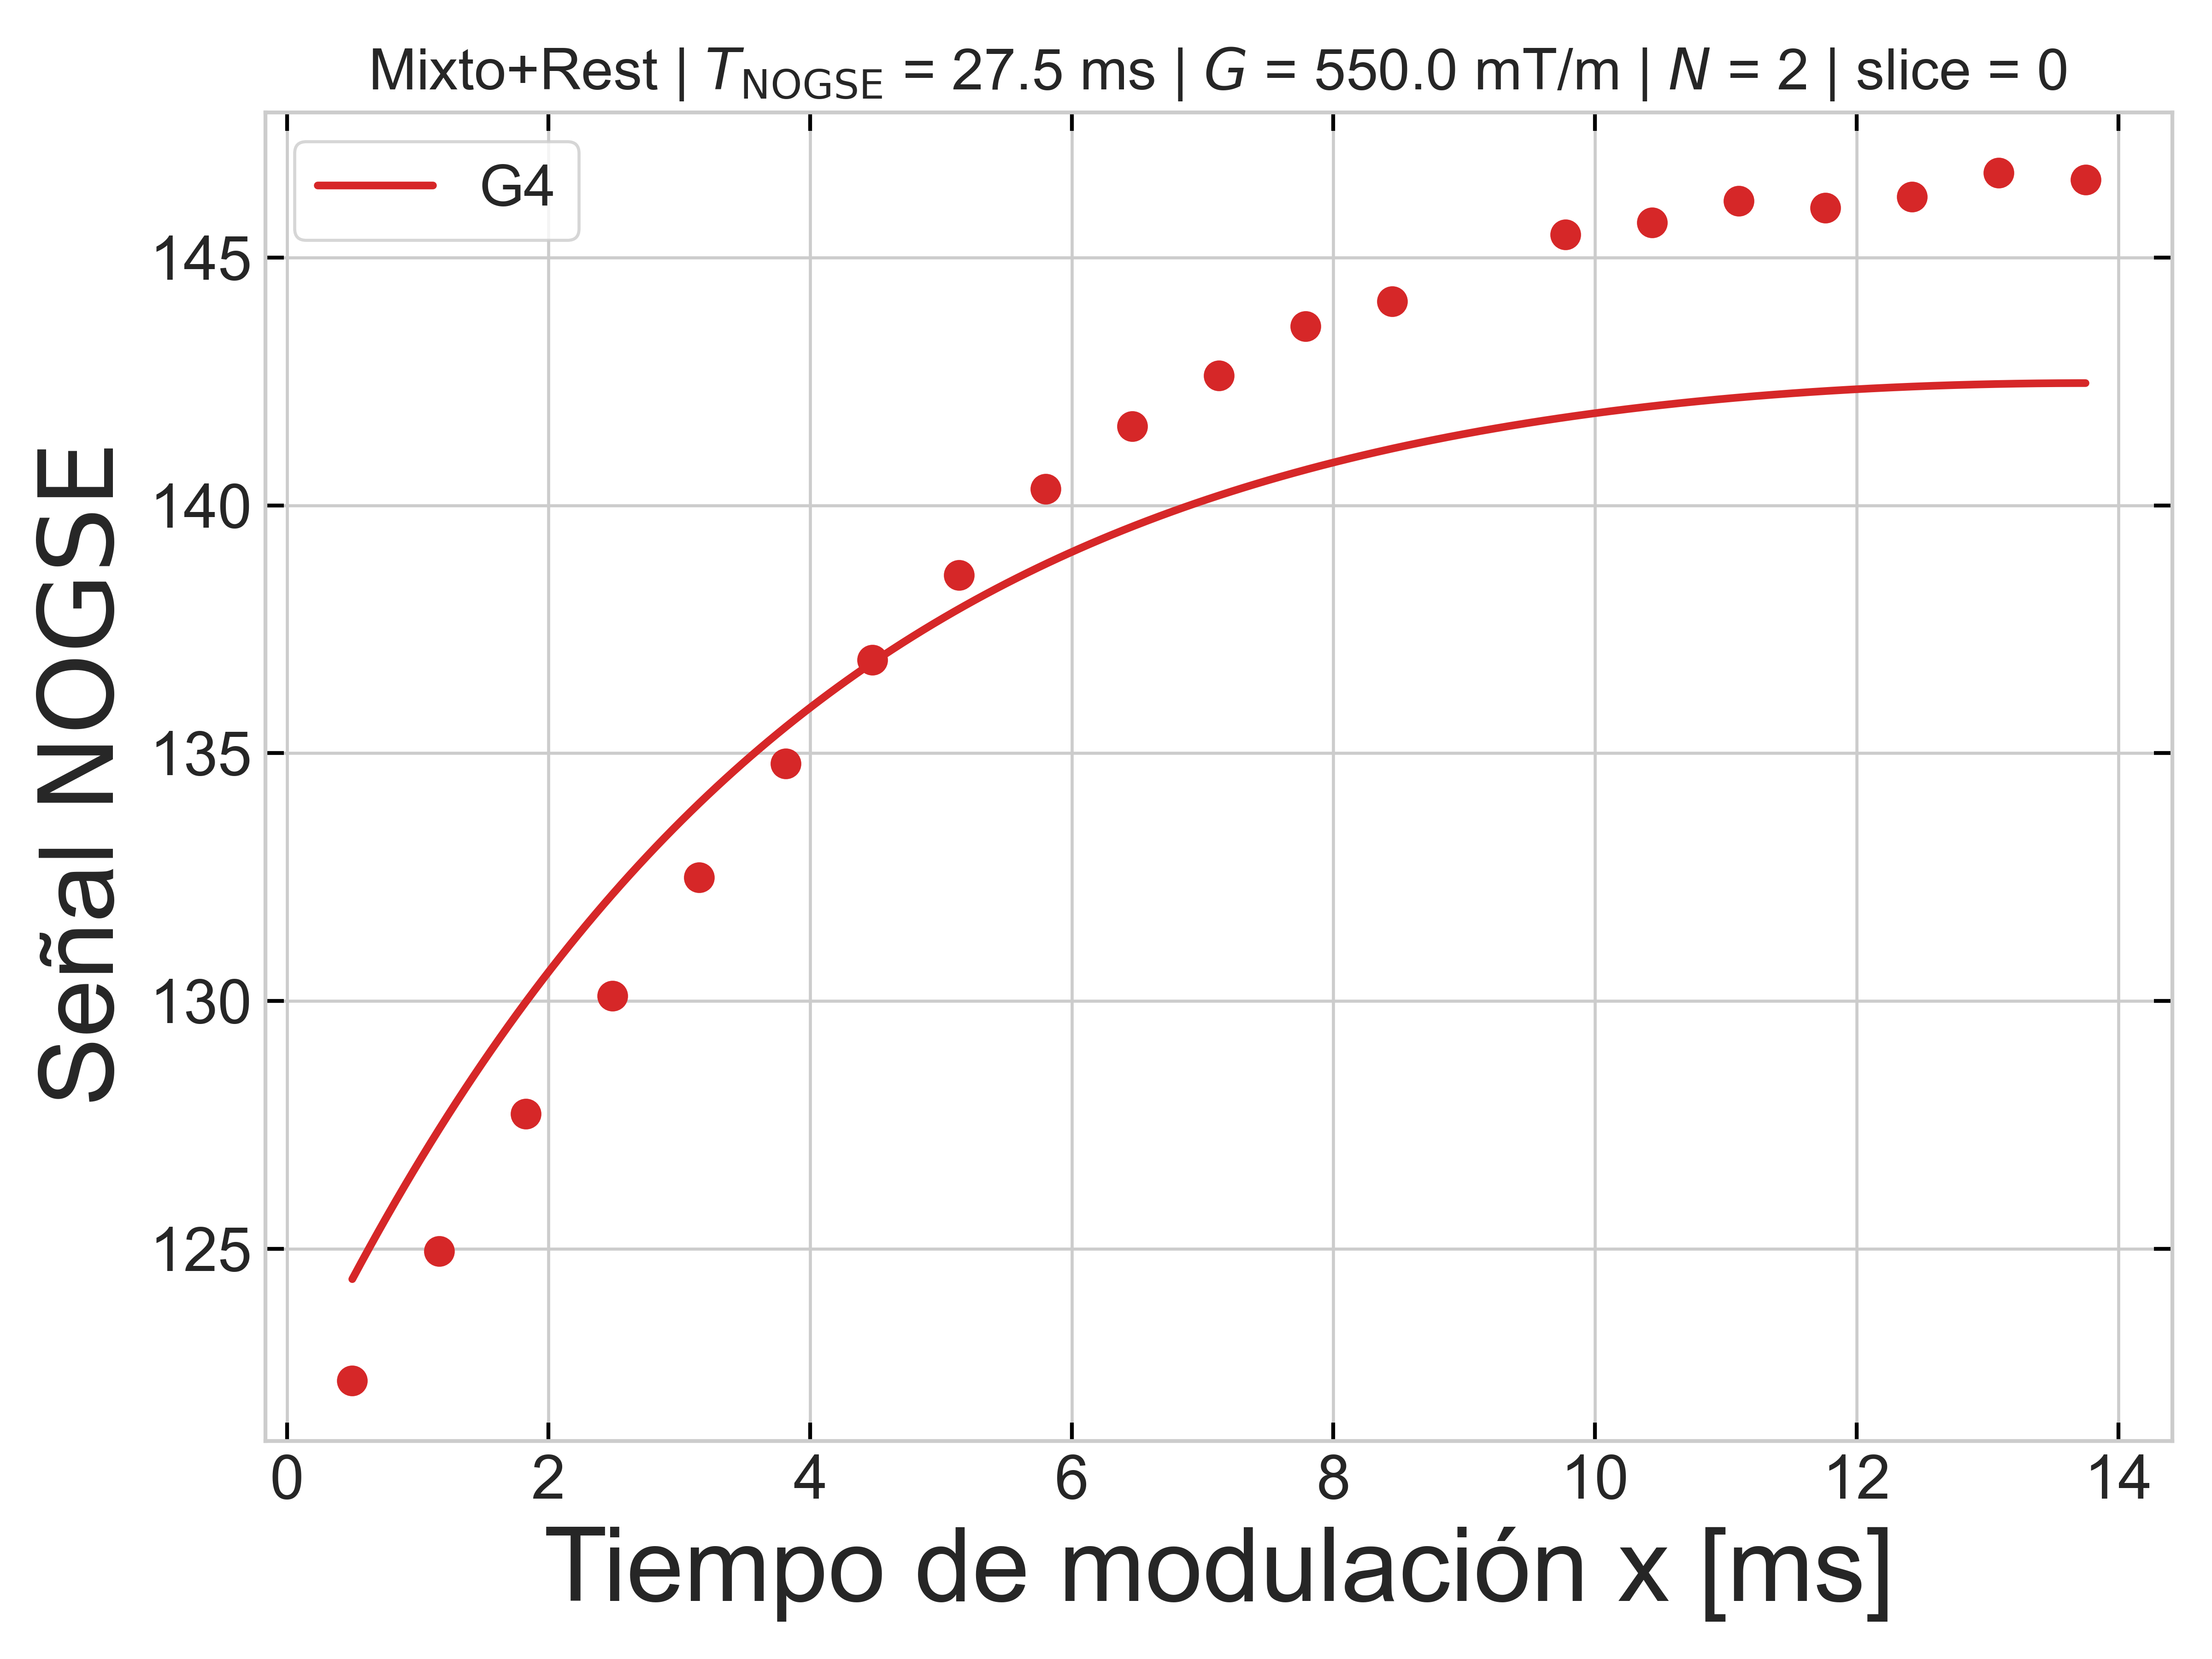 Mixto+Rest | T_NOGSE = 27.5 ms | G = 550.0 mT/m | N = 2 | slice = 0
G4
Señal NOGSE
145
140
135
130
125
0 2 4 6 8 10 12 14
Tiempo de modulación x [ms]